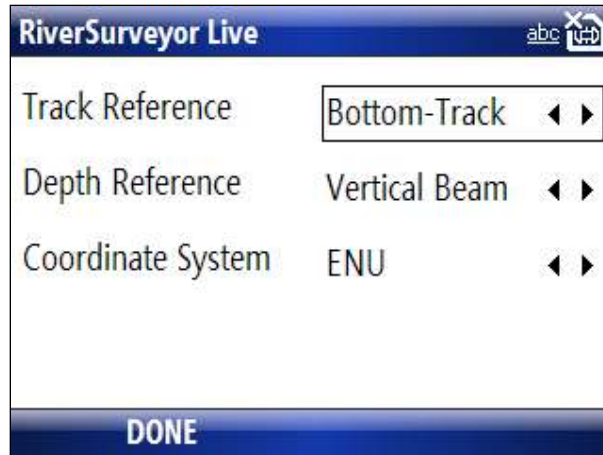 RiverSurveyor Live abc
Track Reference Bottom-Track
Depth Reference Vertical Beam
Coordinate System ENU
DONE